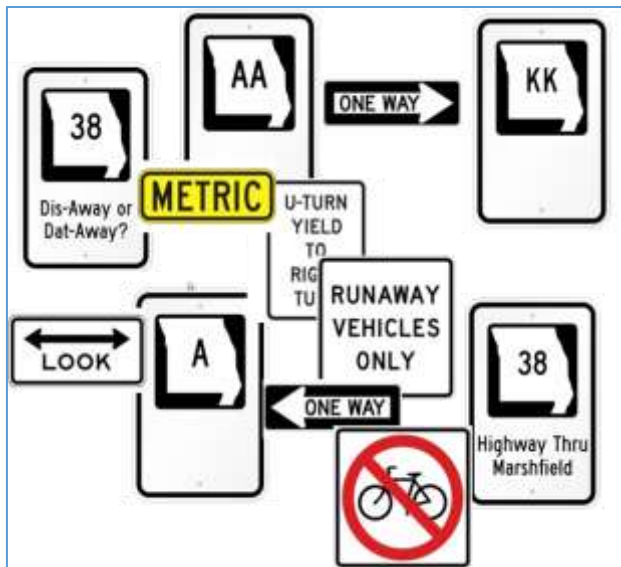 AA
ONE WAY
KK
38
Dis-Away or
Dat-Away?
METRIC
U-TURN
YIELD
TO
RUNAWAY
VEHICLES
ONLY
LOOK
A
ONE WAY
38
Highway Thru
Marshfield